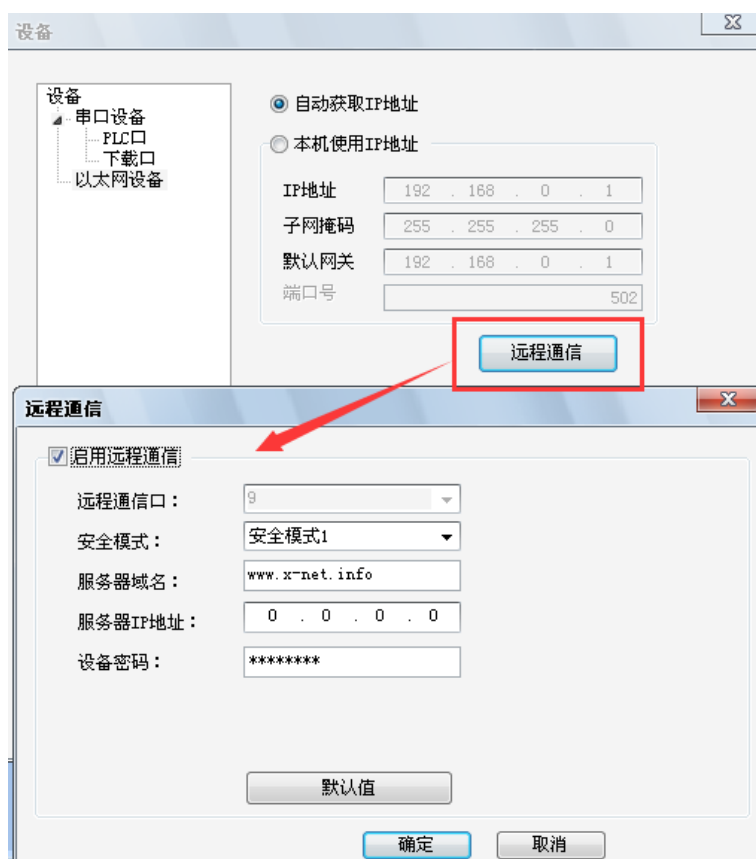 设备
设备
串口设备
PLC口
下载口
以太网设备
自动获取IP地址
本机使用IP地址
IP地址 192 . 168 . 0 . 1
子网掩码 255 . 255 . 255 . 0
默认网关 192 . 168 . 0 . 1
端口号 502
远程通信
远程通信
启用远程通信
远程通信口： 9
安全模式： 安全模式1
服务器域名： www.x-net.info
服务器IP地址： 0 . 0 . 0 . 0
设备密码： ********
默认值
确定 取消